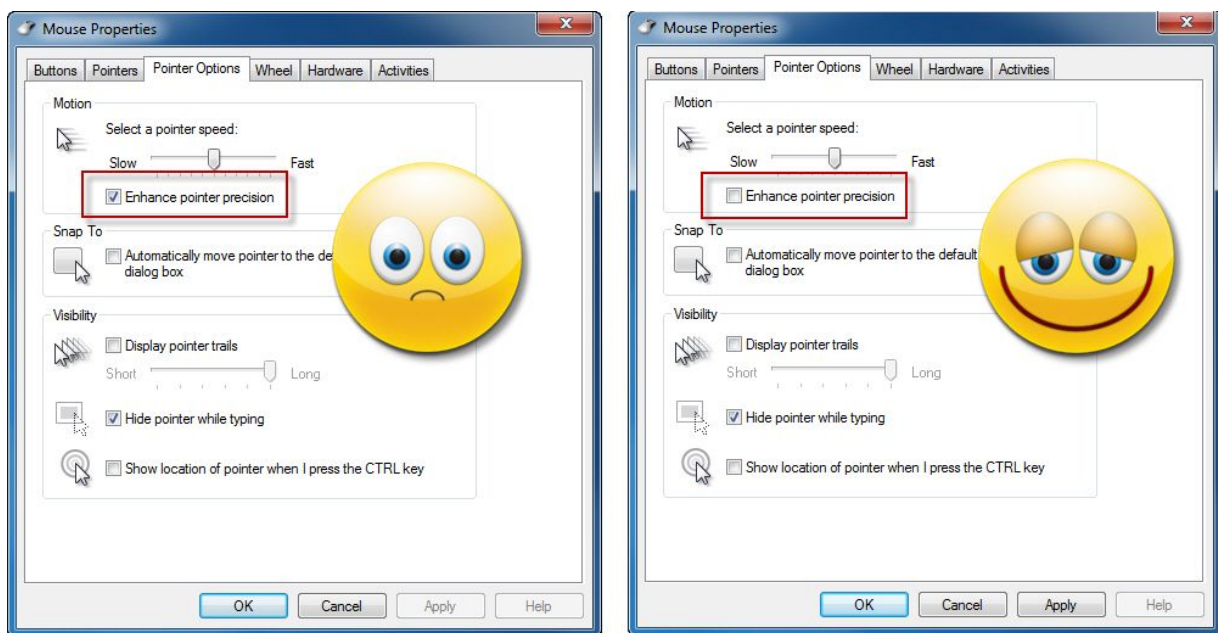 Mouse Properties
Buttons Pointers Pointer Options Wheel Hardware Activities
Motion
Select a pointer speed:
Slow Fast
Enhance pointer precision
Snap To
Automatically move pointer to the
dialog box
Visibility
Display pointer trails
Short Long
Hide pointer while typing
Show location of pointer when I press the CTRL key
OK Cancel Apply Help
Mouse Properties
Buttons Pointers Pointer Options Wheel Hardware Activities
Motion
Select a pointer speed:
Slow Fast
Enhance pointer precision
Snap To
Automatically move pointer to the default
dialog box
Visibility
Display pointer trails
Short Long
Hide pointer while typing
Show location of pointer when I press the CTRL key
OK Cancel Apply Help